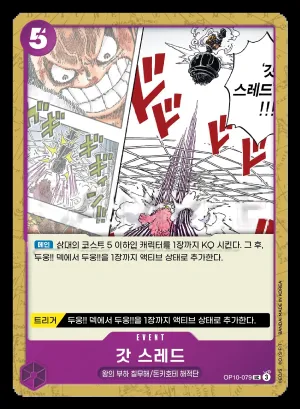 5
'갓
스레드
!!!
메인 상대의 코스트 5 이하인 캐릭터를 1장까지 KO 시킨다. 그 후,
두웅!! 덱에서 두웅!!을 1장까지 액티브 상태로 추가한다.
트리거 두웅!! 덱에서 두웅!!을 1장까지 액티브 상태로 추가한다.
EVENT
갓 스레드
왕의 부하 칠무해/돈키호테 해적단
OP10-079 UC 3